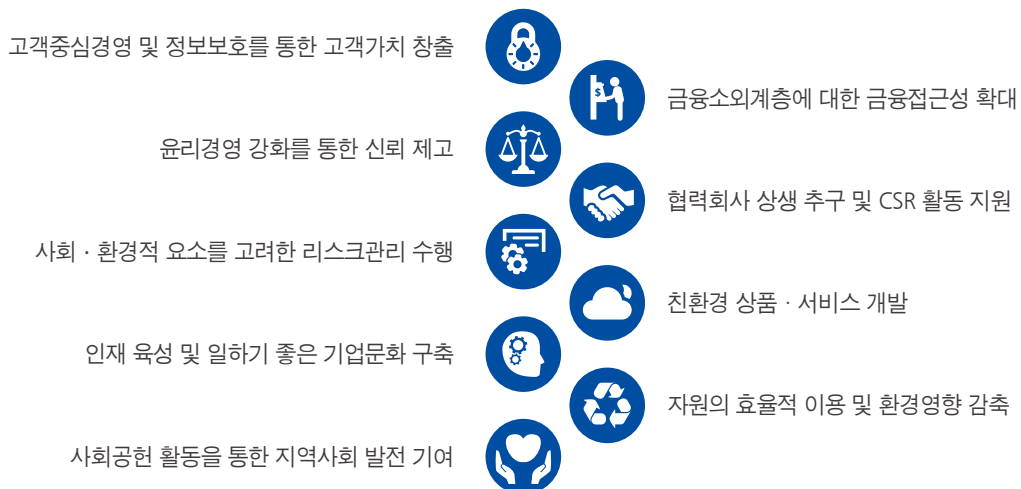 고객중심경영 및 정보보호를 통한 고객가치 창출
금융소외계층에 대한 금융접근성 확대
윤리경영 강화를 통한 신뢰 제고
협력회사 상생 추구 및 CSR 활동 지원
사회 · 환경적 요소를 고려한 리스크관리 수행
친환경 상품 · 서비스 개발
인재 육성 및 일하기 좋은 기업문화 구축
자원의 효율적 이용 및 환경영향 감축
사회공헌 활동을 통한 지역사회 발전 기여